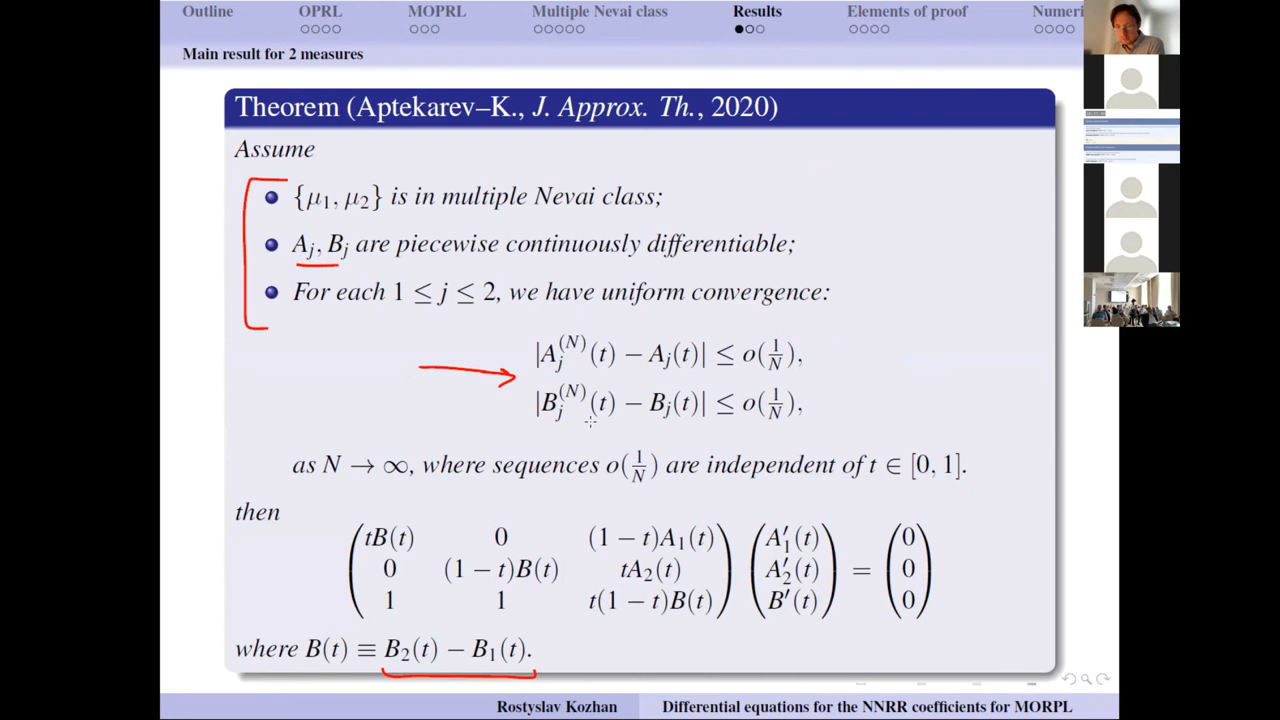 Outline OPRL MOPRL Multiple Nevai class Results Elements of proof Numeri
Main result for 2 measures
Theorem (Aptekarev–K., J. Approx. Th., 2020)
Assume
{μ₁, μ₂} is in multiple Nevai class;
Aⱼ, Bⱼ are piecewise continuously differentiable;
For each 1 ≤ j ≤ 2, we have uniform convergence:
|Aⱼ^(N)(t) − Aⱼ(t)| ≤ o(1/N),
|Bⱼ^(N)(t) − Bⱼ(t)| ≤ o(1/N),
as N → ∞, where sequences o(1/N) are independent of t ∈ [0, 1].
then
tB(t) 0 (1 − t)A₁(t) A′₁(t) 0
0 (1 − t)B(t) tA₂(t) A′₂(t) = 0
1 1 t(1 − t)B(t) B′(t) 0
where B(t) ≡ B₂(t) − B₁(t).
Rostyslav Kozhan Differential equations for the NNRR coefficients for MORPL